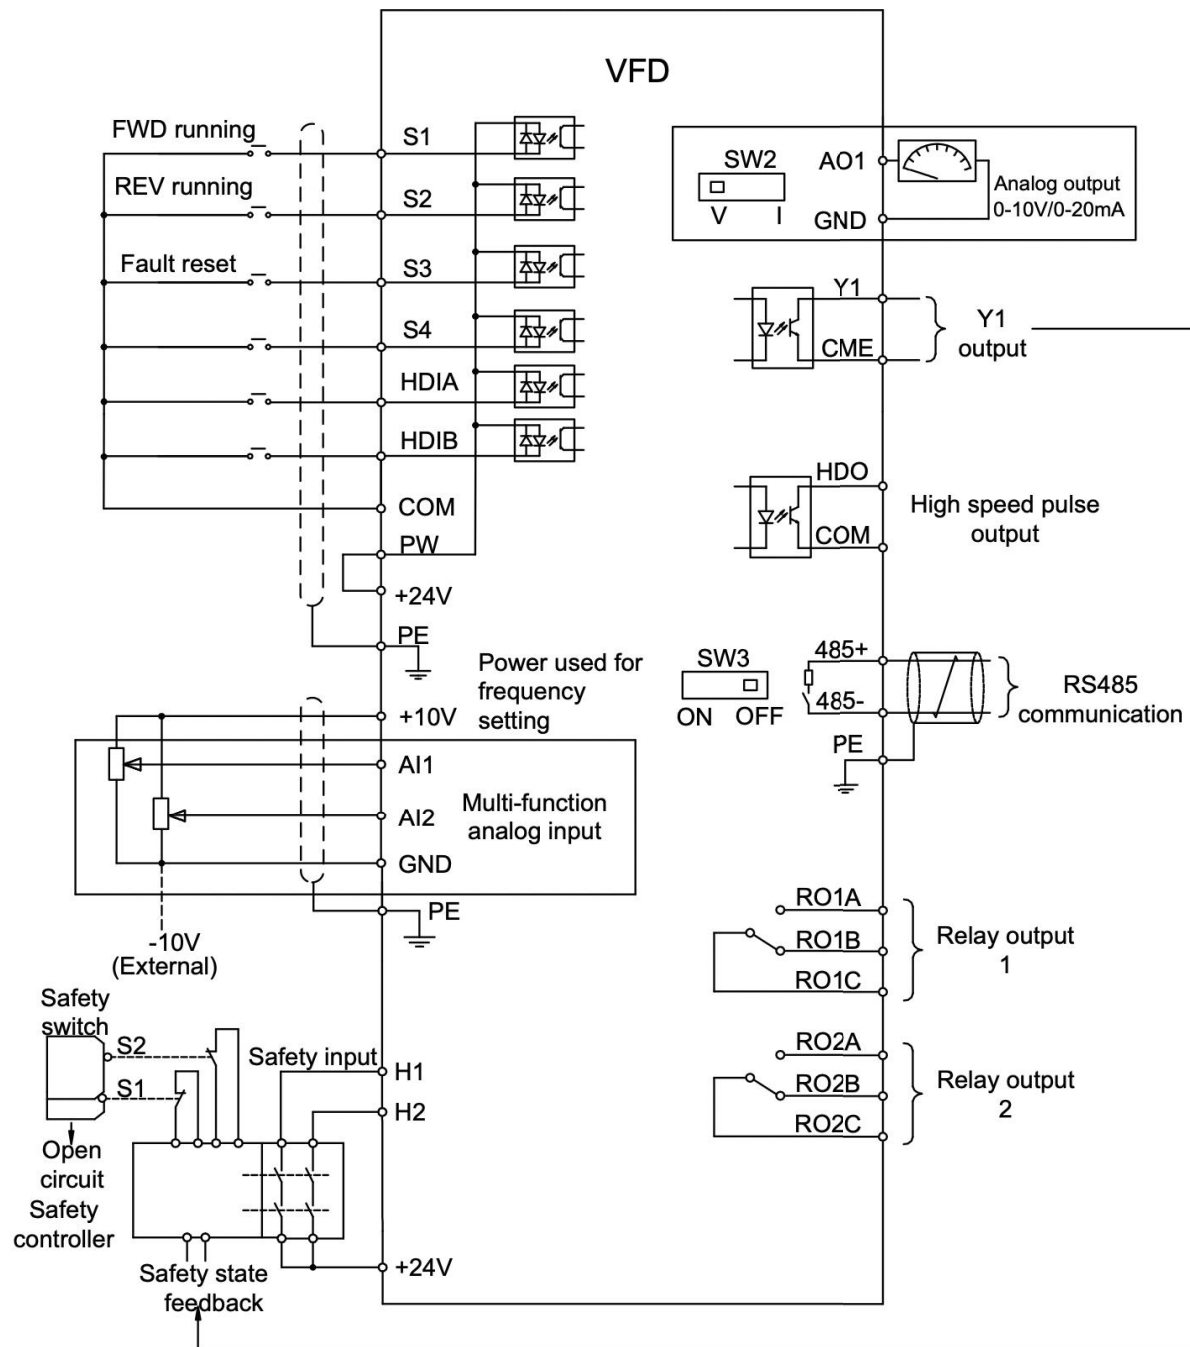 VFD
FWD running
S1
REV running
S2
Fault reset
S3
S4
HDIA
HDIB
COM
PW
+24V
PE
SW2
V I
AO1
GND
Analog output
0-10V/0-20mA
Y1
CME
Y1
output
HDO
COM
High speed pulse
output
SW3
ON OFF
485+
485-
PE
RS485
communication
Power used for
frequency
setting
+10V
AI1
AI2
GND
PE
Multi-function
analog input
-10V
(External)
RO1A
RO1B
RO1C
Relay output
1
RO2A
RO2B
RO2C
Relay output
2
Safety
switch
S2
S1
Open
circuit
Safety
controller
Safety input
H1
H2
+24V
Safety state
feedback